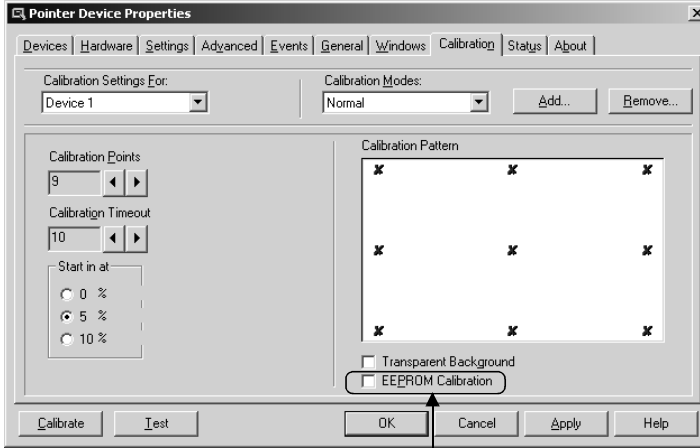 Pointer Device Properties
Devices Hardware Settings Advanced Events General Windows Calibration Status About
Calibration Settings For: Calibration Modes:
Device 1 Normal Add... Remove...
Calibration Points Calibration Pattern
9
Calibration Timeout
10
Start in at
0 %
5 %
10 %
Transparent Background
EEPROM Calibration
Calibrate Test OK Cancel Apply Help